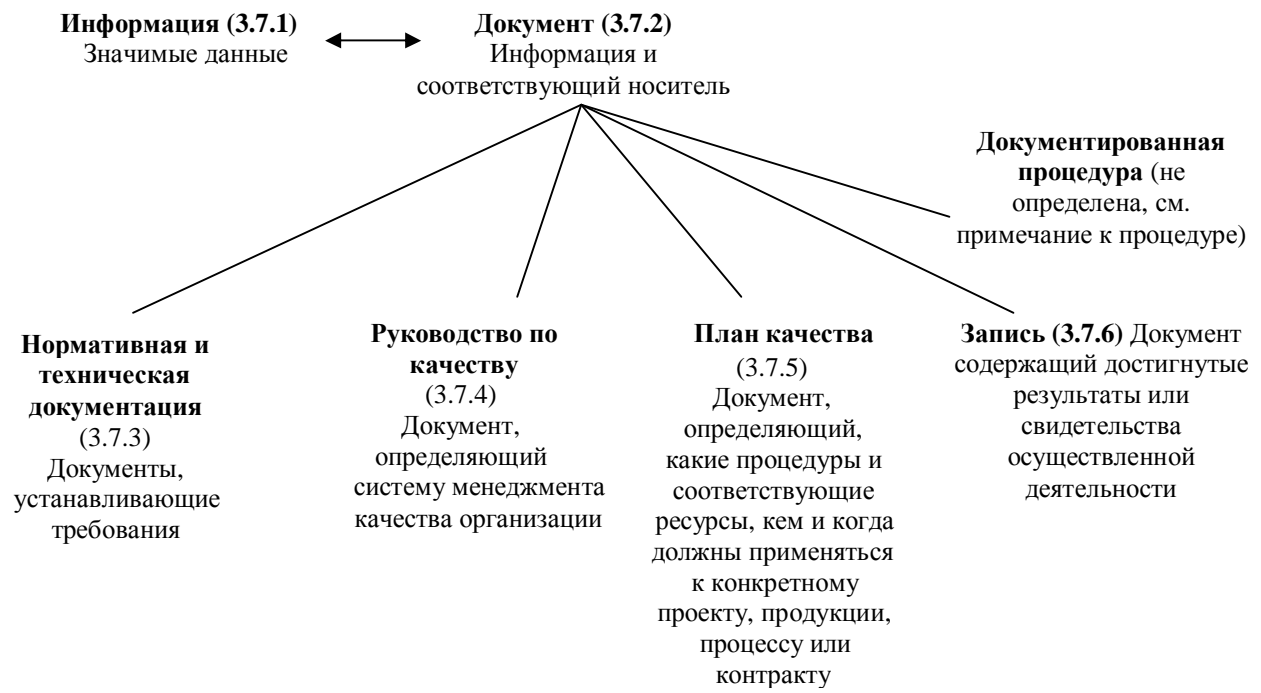 Информация (3.7.1)
Значимые данные
Документ (3.7.2)
Информация и
соответствующий носитель
Документированная
процедура (не
определена, см.
примечание к процедуре)
Нормативная и
техническая
документация
(3.7.3)
Документы,
устанавливающие
требования
Руководство по
качеству
(3.7.4)
Документ,
определяющий
систему менеджмента
качества организации
План качества
(3.7.5)
Документ,
определяющий,
какие процедуры и
соответствующие
ресурсы, кем и когда
должны применяться
к конкретному
проекту, продукции,
процессу или
контракту
Запись (3.7.6) Документ
содержащий достигнутые
результаты или
свидетельства
осуществленной
деятельности